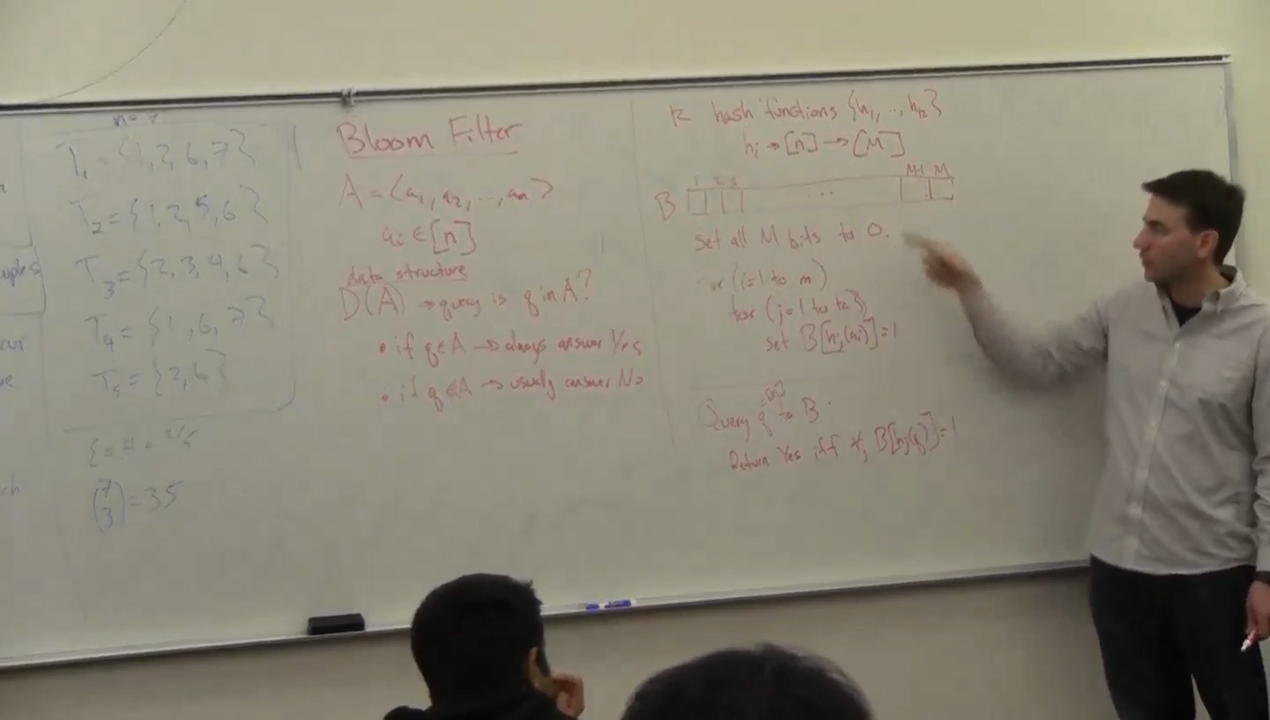 n = 7
T₁ = {1, 2, 6, 7}
T₂ = {1, 2, 5, 6}
T₃ = {2, 3, 4, 6}
T₄ = {1, 6, 7}
T₅ = {2, 6}
(7 3) = 35
Bloom Filter
A = <a₁, a₂, ..., aₘ>
aᵢ ∈ [n]
data structure
D(A) → query is q in A?
• if q ∈ A → always answer Yes
• if q ∉ A → usually answer No
k hash functions {h₁, ..., hₖ}
hᵢ → [n] → [M]
1 2 3 ... M-1 M
B
Set all M bits to 0.
for (i=1 to m)
for (j=1 to k)
set B[hⱼ(aᵢ)] = 1
Query q ∈ [n] → B
Return Yes iff ∀j B[hⱼ(q)] = 1